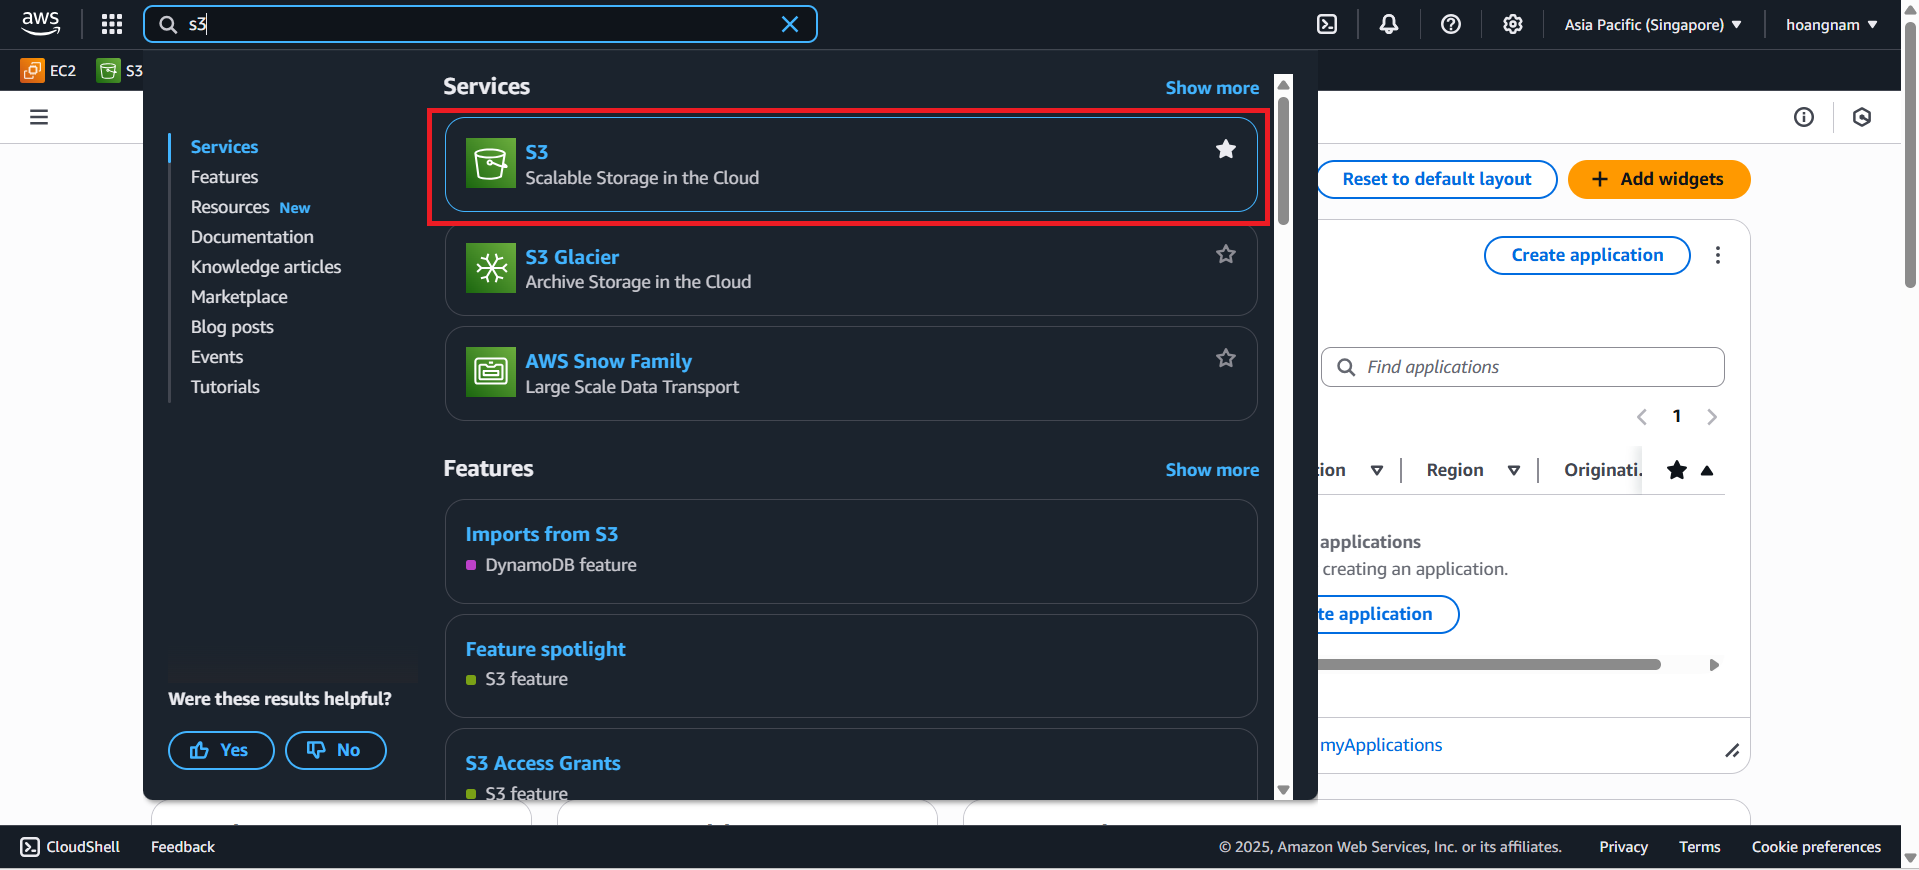 aws
s3
Asia Pacific (Singapore)
hoangnam
EC2
S3
Services
Show more
Services
Features
Resources New
Documentation
Knowledge articles
Marketplace
Blog posts
Events
Tutorials
S3
Scalable Storage in the Cloud
S3 Glacier
Archive Storage in the Cloud
AWS Snow Family
Large Scale Data Transport
Features
Show more
Imports from S3
DynamoDB feature
Feature spotlight
S3 feature
S3 Access Grants
S3 feature
Were these results helpful?
Yes
No
Reset to default layout
Add widgets
Create application
Find applications
1
tion
Region
Originati.
applications
creating an application.
te application
myApplications
CloudShell
Feedback
© 2025, Amazon Web Services, Inc. or its affiliates.
Privacy
Terms
Cookie preferences